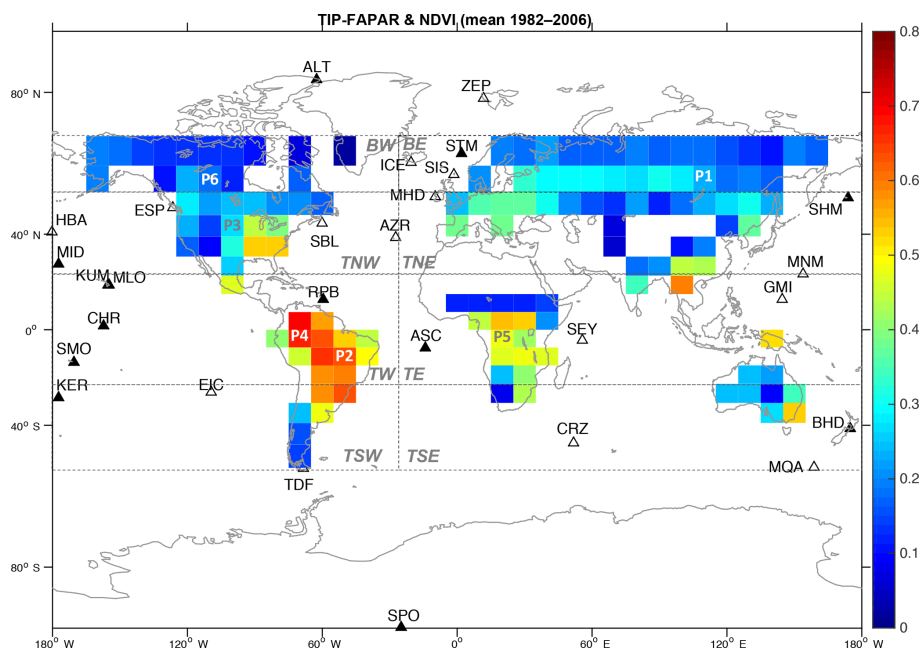 TIP-FAPAR & NDVI (mean 1982–2006)
0.8
ALT
ZEP
80° N
0.7
BW BE
STM
ICE
SIS
P6
P1
0.6
MHD
ESP
HBA
P3
SBL
AZR
SHM
40° N
0.5
MID
TNW
TNE
MNM
KUM
MLO
GMI
RPB
0°
CHR
P4
ASC
P5
SEY
0.4
SMO
P2
TW TE
KER
EIC
0.3
40° S
CRZ
BHD
TSW
TSE
MQA
TDF
0.2
80° S
0.1
SPO
0
180° W
120° W
60° W
0°
60° E
120° E
180° W